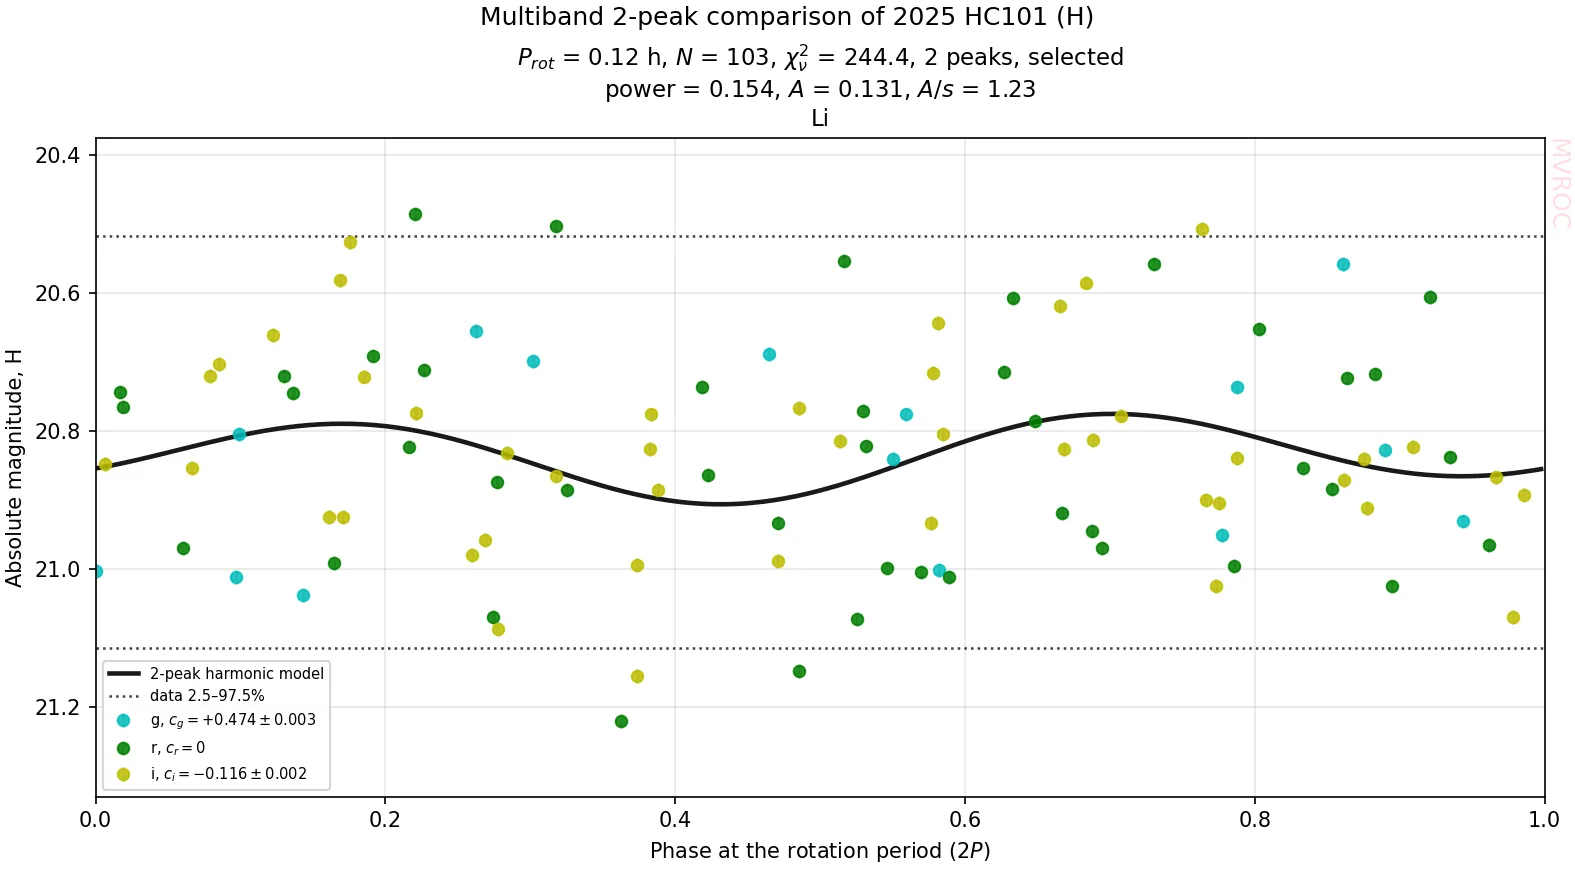 Multiband 2-peak comparison of 2025 HC101 (H)
P_rot = 0.12 h, N = 103, χ²_ν = 244.4, 2 peaks, selected
power = 0.154, A = 0.131, A/s = 1.23
Li
MVROC
20.4
20.6
20.8
21.0
21.2
Absolute magnitude, H
2-peak harmonic model
data 2.5–97.5%
g, c_g = +0.474 ± 0.003
r, c_r = 0
i, c_i = −0.116 ± 0.002
0.0 0.2 0.4 0.6 0.8 1.0
Phase at the rotation period (2P)